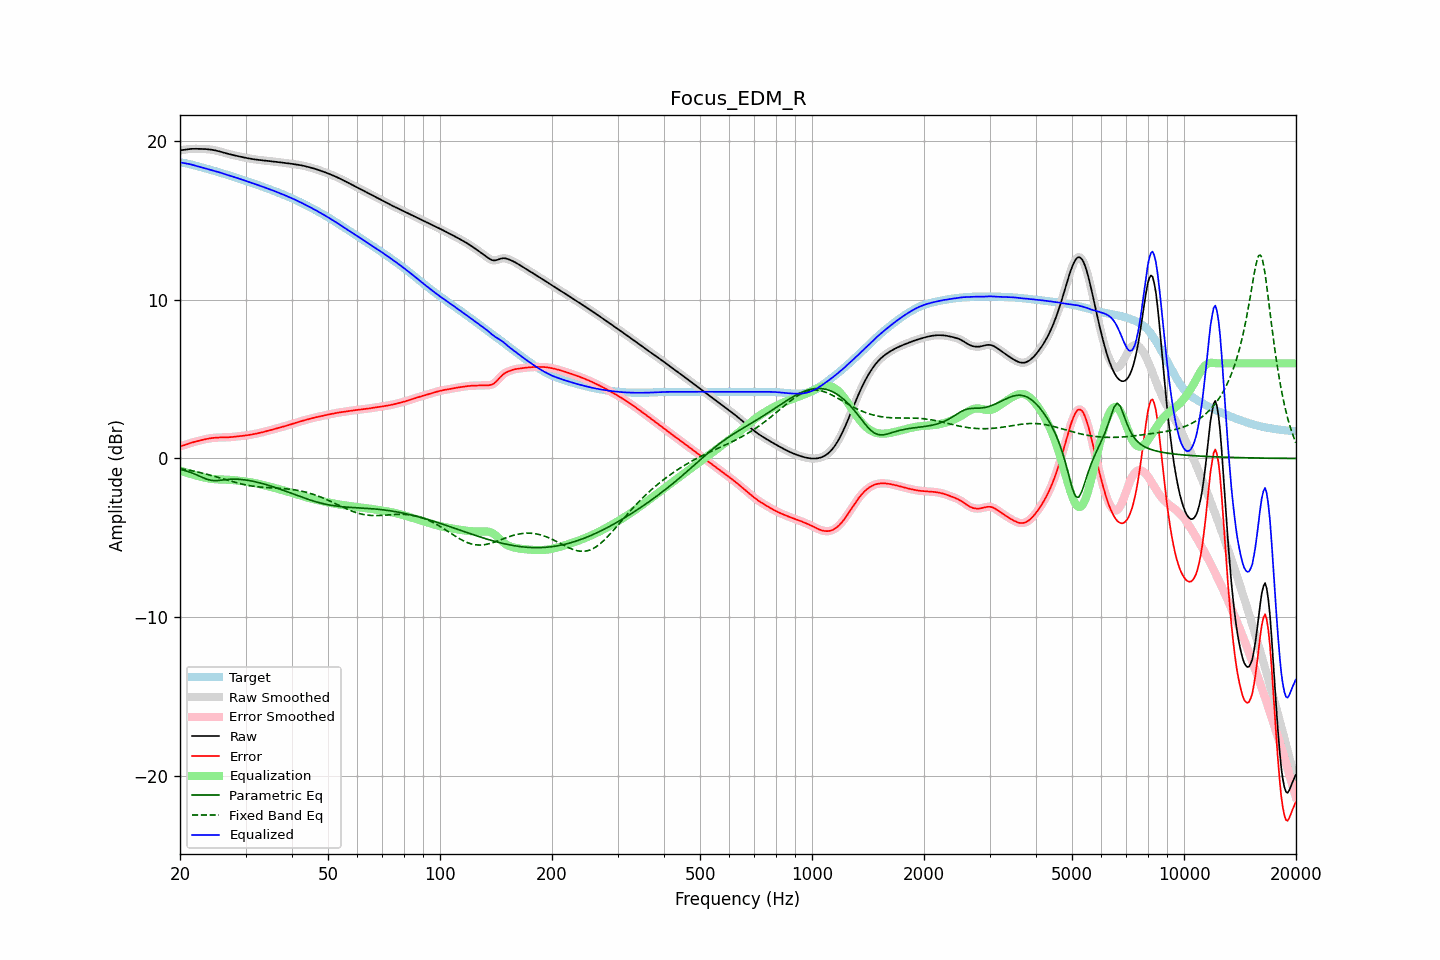 Focus_EDM_R
Amplitude (dBr)
20
10
0
−10
−20
Target
Raw Smoothed
Error Smoothed
Raw
Error
Equalization
Parametric Eq
Fixed Band Eq
Equalized
20 50 100 200 500 1000 2000 5000 10000 20000
Frequency (Hz)